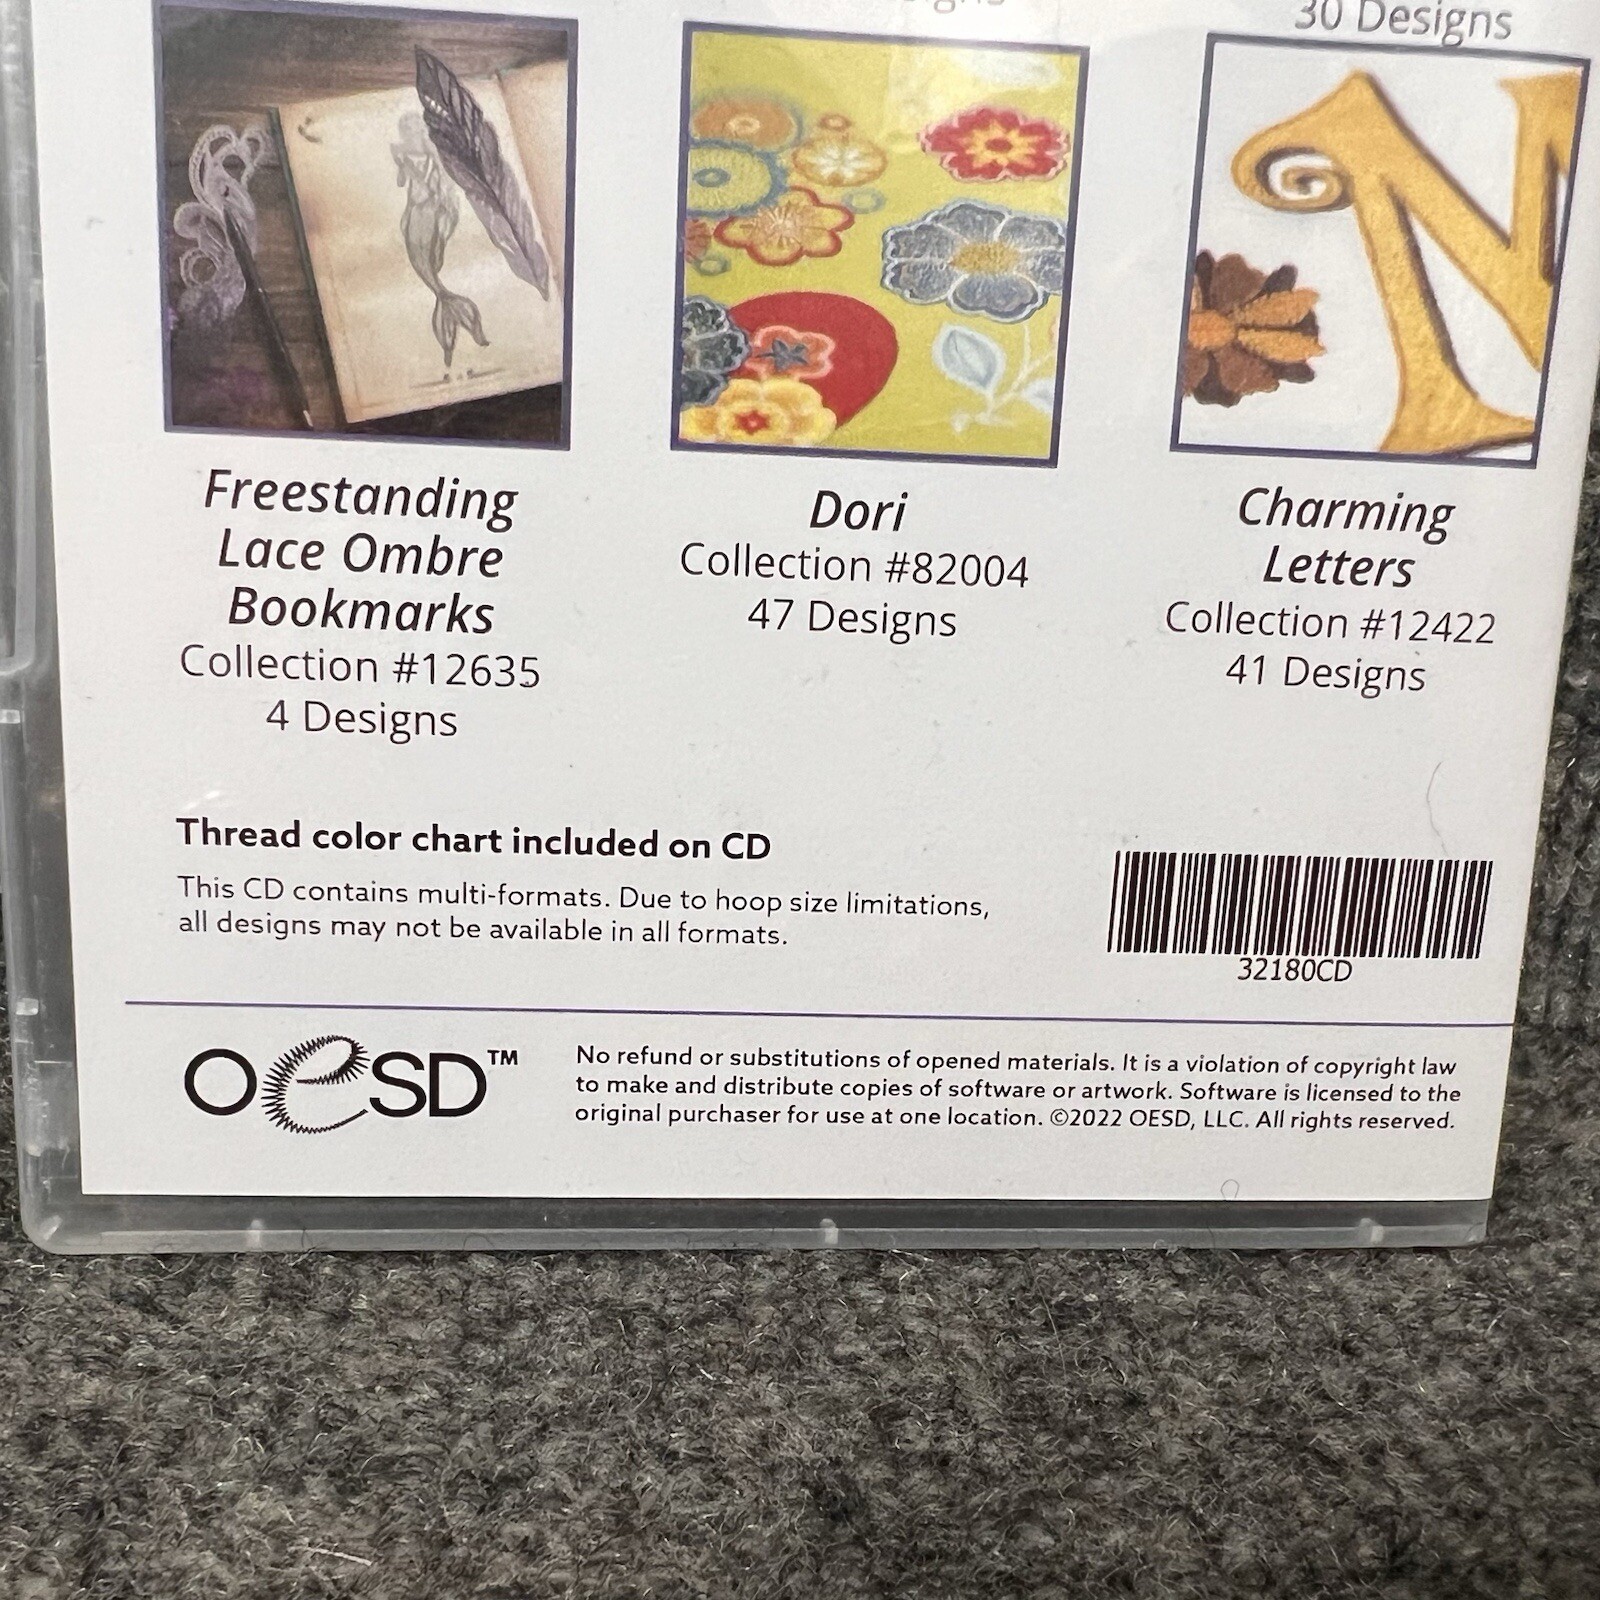 30 Designs
Freestanding
Lace Ombre
Bookmarks
Collection #12635
4 Designs
Dori
Collection #82004
47 Designs
Charming
Letters
Collection #12422
41 Designs
Thread color chart included on CD
This CD contains multi-formats. Due to hoop size limitations,
all designs may not be available in all formats.
32180CD
OeSD™
No refund or substitutions of opened materials. It is a violation of copyright law
to make and distribute copies of software or artwork. Software is licensed to the
original purchaser for use at one location. ©2022 OESD, LLC. All rights reserved.